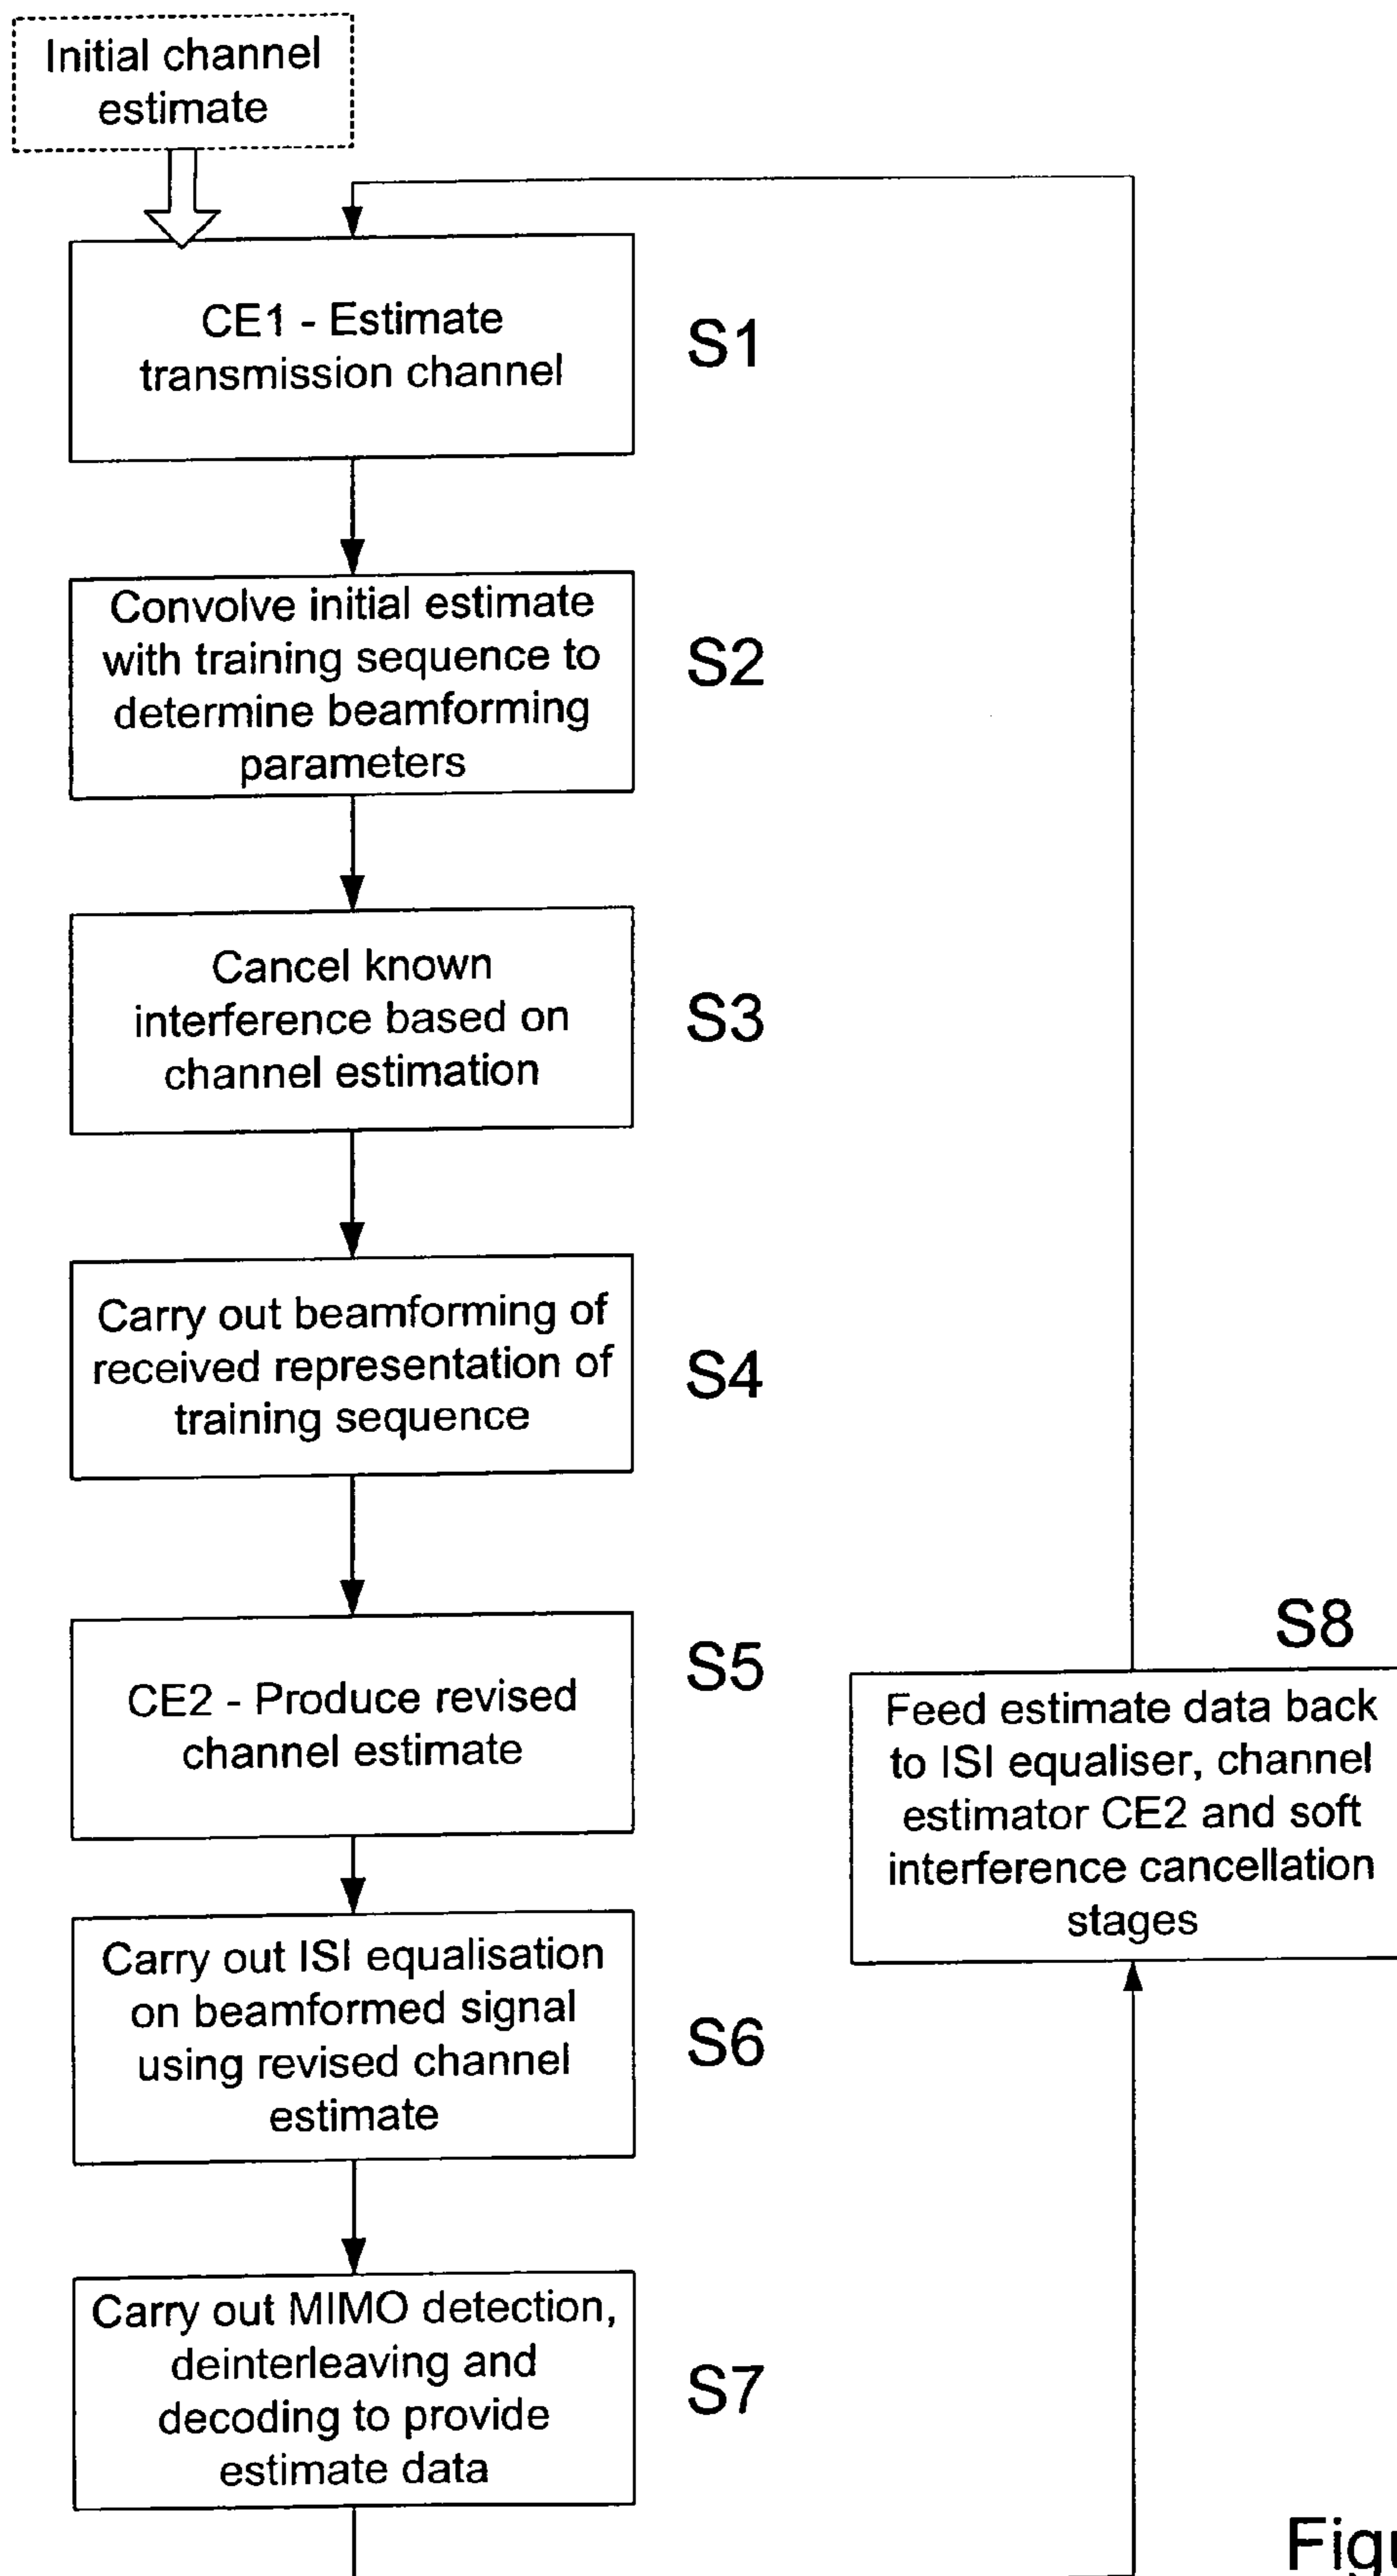 Initial channel
estimate
CE1 - Estimate
transmission channel
S1
Convolve initial estimate
with training sequence to
determine beamforming
parameters
S2
Cancel known
interference based on
channel estimation
S3
Carry out beamforming of
received representation of
training sequence
S4
CE2 - Produce revised
channel estimate
S5
S8
Feed estimate data back
to ISI equaliser, channel
estimator CE2 and soft
interference cancellation
stages
Carry out ISI equalisation
on beamformed signal
using revised channel
estimate
S6
Carry out MIMO detection,
deinterleaving and
decoding to provide
estimate data
S7